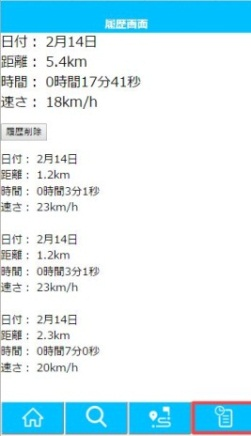 履歴画面
日付： 2月14日
距離： 5.4km
時間： 0時間17分41秒
速さ： 18km/h
履歴削除
日付： 2月14日
距離： 1.2km
時間： 0時間3分1秒
速さ： 23km/h
日付： 2月14日
距離： 1.2km
時間： 0時間3分1秒
速さ： 23km/h
日付： 2月14日
距離： 2.3km
時間： 0時間7分0秒
速さ： 20km/h